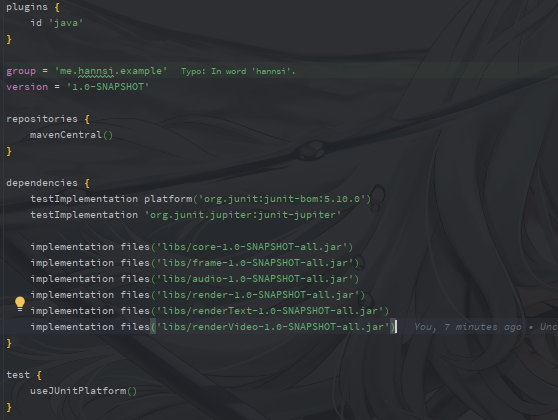 plugins {
    id 'java'
}
group = 'me.hannsi.example' Typo: In word 'hannsi'.
version = '1.0-SNAPSHOT'
repositories {
    mavenCentral()
}
dependencies {
    testImplementation platform('org.junit:junit-bom:5.10.0')
    testImplementation 'org.junit.jupiter:junit-jupiter'
    implementation files('libs/core-1.0-SNAPSHOT-all.jar')
    implementation files('libs/frame-1.0-SNAPSHOT-all.jar')
    implementation files('libs/audio-1.0-SNAPSHOT-all.jar')
    implementation files('libs/render-1.0-SNAPSHOT-all.jar')
    implementation files('libs/renderText-1.0-SNAPSHOT-all.jar')
    implementation files('libs/renderVideo-1.0-SNAPSHOT-all.jar') You, 7 minutes ago • Unc
}
test {
    useJUnitPlatform()
}